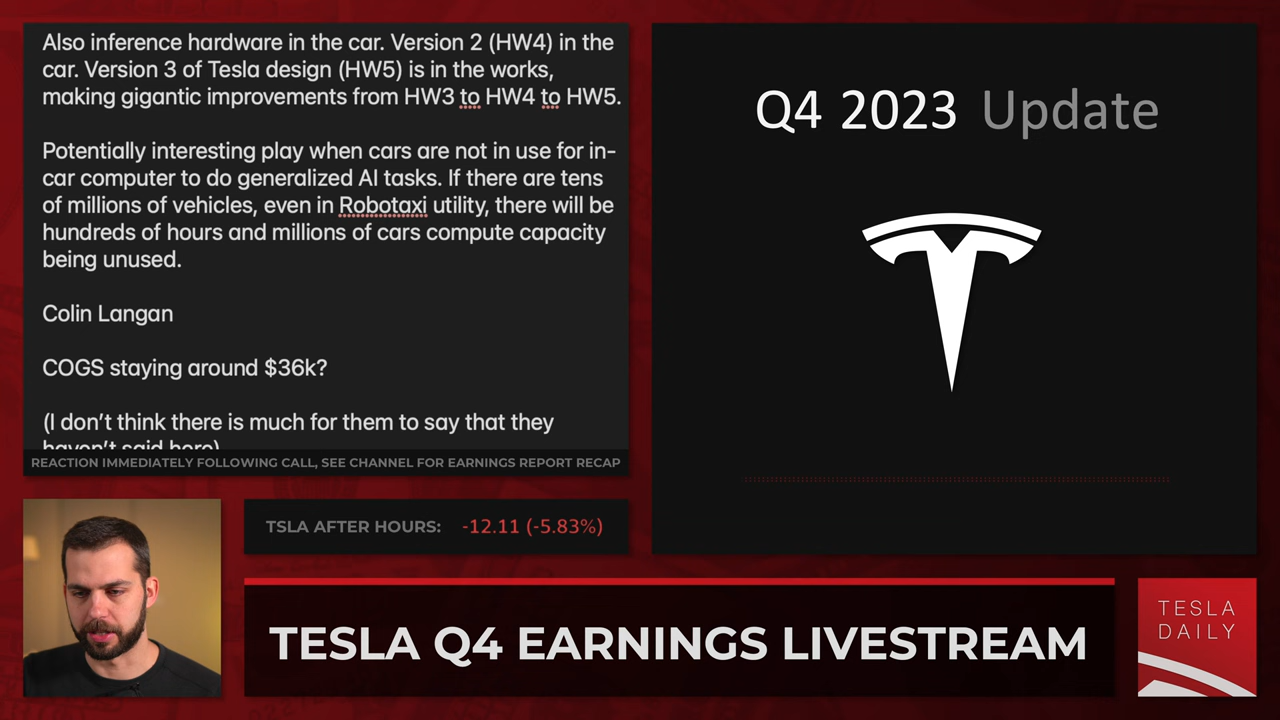 Also inference hardware in the car. Version 2 (HW4) in the
car. Version 3 of Tesla design (HW5) is in the works,
making gigantic improvements from HW3 to HW4 to HW5.
Potentially interesting play when cars are not in use for in-
car computer to do generalized AI tasks. If there are tens
of millions of vehicles, even in Robotaxi utility, there will be
hundreds of hours and millions of cars compute capacity
being unused.
Colin Langan
COGS staying around $36k?
(I don’t think there is much for them to say that they
haven’t said here)
REACTION IMMEDIATELY FOLLOWING CALL, SEE CHANNEL FOR EARNINGS REPORT RECAP
Q4 2023 Update
TSLA AFTER HOURS: -12.11 (-5.83%)
TESLA Q4 EARNINGS LIVESTREAM
TESLA
DAILY